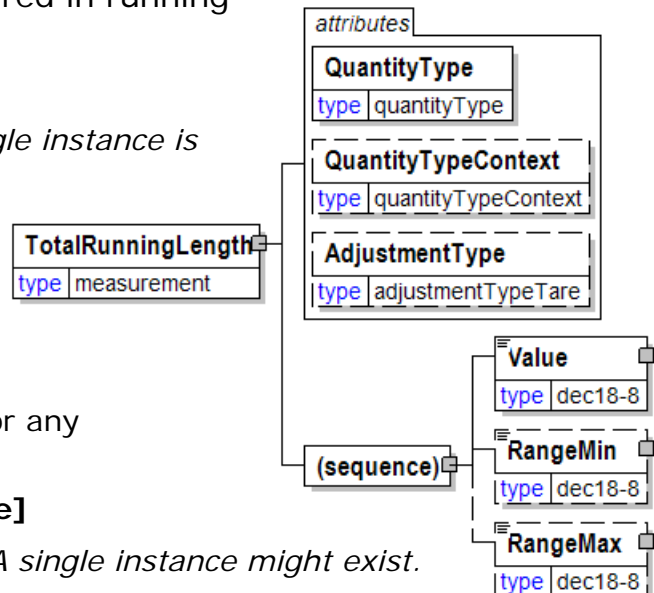 red in running
gle instance is
or any
e]
A single instance might exist.
attributes
QuantityType
type quantityType
QuantityTypeContext
type quantityTypeContext
AdjustmentType
type adjustmentTypeTare
TotalRunningLength
type measurement
(sequence)
Value
type dec18-8
RangeMin
type dec18-8
RangeMax
type dec18-8